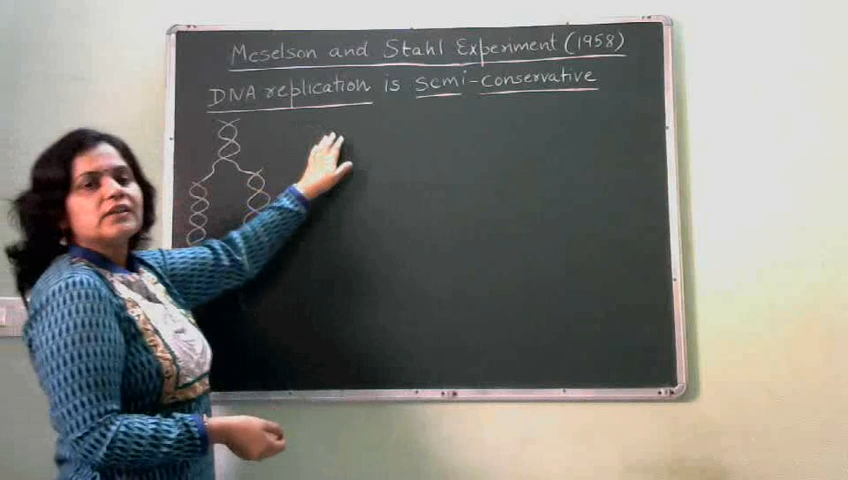 Meselson and Stahl Experiment (1958)
DNA replication is semi-conservative